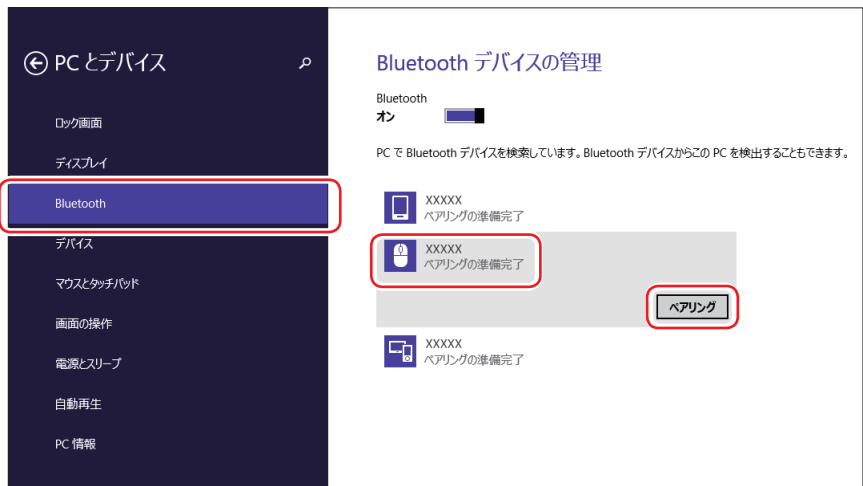 PC とデバイス
ロック画面
ディスプレイ
Bluetooth
デバイス
マウスとタッチパッド
画面の操作
電源とスリープ
自動再生
PC 情報
Bluetooth デバイスの管理
Bluetooth
オン
PC で Bluetooth デバイスを検索しています。Bluetooth デバイスからこの PC を検出することもできます。
XXXXX
ペアリングの準備完了
XXXXX
ペアリングの準備完了
ペアリング
XXXXX
ペアリングの準備完了